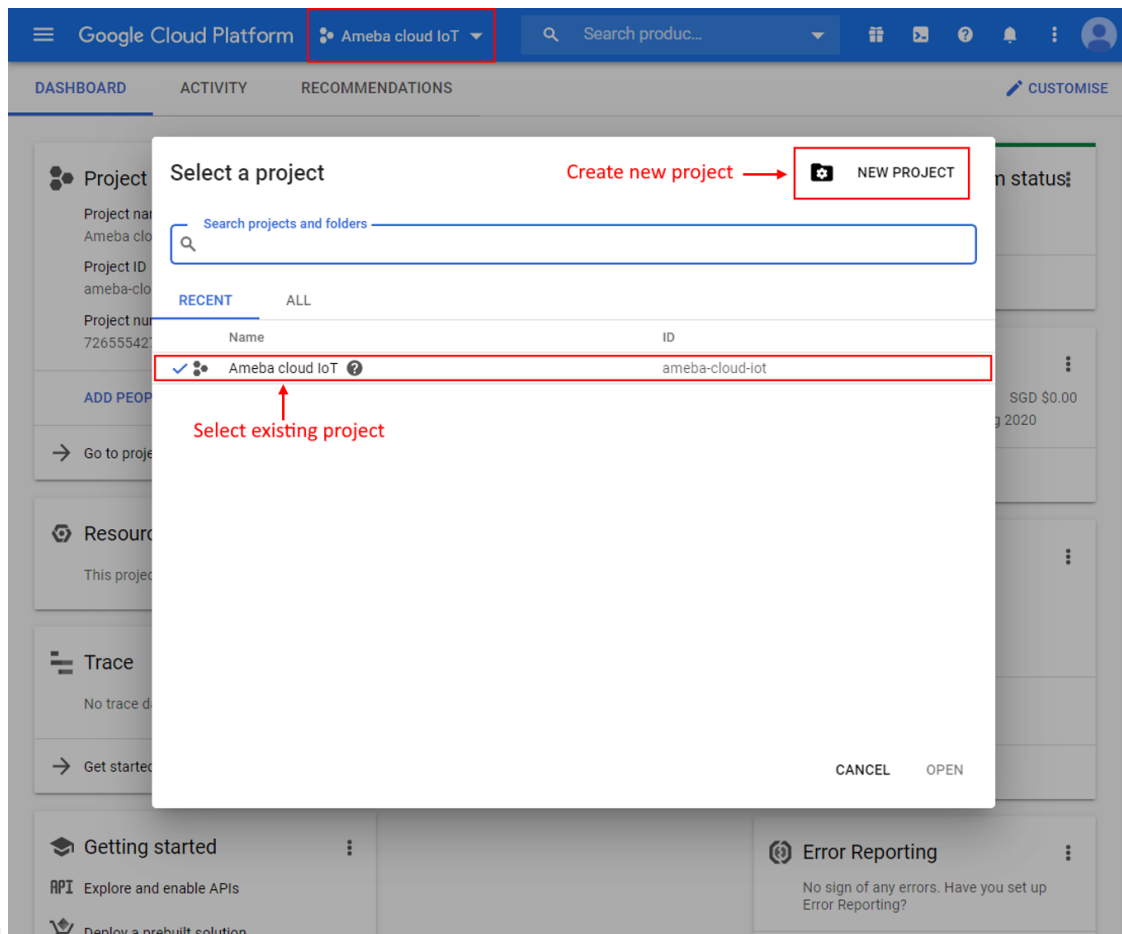 Google Cloud Platform
Ameba cloud IoT
Search produc...
DASHBOARD
ACTIVITY
RECOMMENDATIONS
CUSTOMISE
Select a project
Create new project
NEW PROJECT
Search projects and folders
RECENT
ALL
Name
ID
Ameba cloud IoT
ameba-cloud-iot
Select existing project
CANCEL
OPEN
Project
Project nar
Ameba clo
Project ID
ameba-clo
Project nur
ADD PEOP
Go to proje
status
SGD $0.00
2020
Resourc
This projec
Trace
No trace d
Get started
Getting started
API
Explore and enable APIs
Deploy a prebuilt solution
Error Reporting
No sign of any errors. Have you set up
Error Reporting?